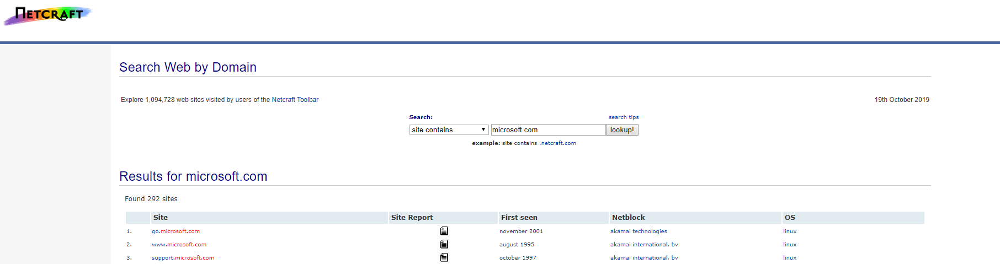 NETCRAFT
Search Web by Domain
Explore 1,094,728 web sites visited by users of the Netcraft Toolbar 19th October 2019
Search: search tips
site contains microsoft.com lookup!
example: site contains .netcraft.com
Results for microsoft.com
Found 292 sites
Site Site Report First seen Netblock OS
1. go.microsoft.com november 2001 akamai technologies linux
2. www.microsoft.com august 1995 akamai international, bv linux
3. support.microsoft.com october 1997 akamai international, bv linux